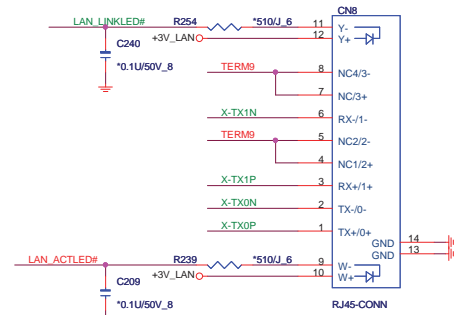 CN8
LAN_LINKLED# R254 *510/J_6 11 Y-
+3V_LAN 12 Y+
C240
*0.1U/50V_8
TERM9 8 NC4/3-
7 NC/3+
X-TX1N 6 RX-/1-
TERM9 5 NC2/2-
4 NC1/2+
X-TX1P 3 RX+/1+
X-TX0N 2 TX-/0-
X-TX0P 1 TX+/0+
GND 14
GND 13
LAN_ACTLED# R239 *510/J_6 9 W-
+3V_LAN 10 W+
C209
*0.1U/50V_8 RJ45-CONN